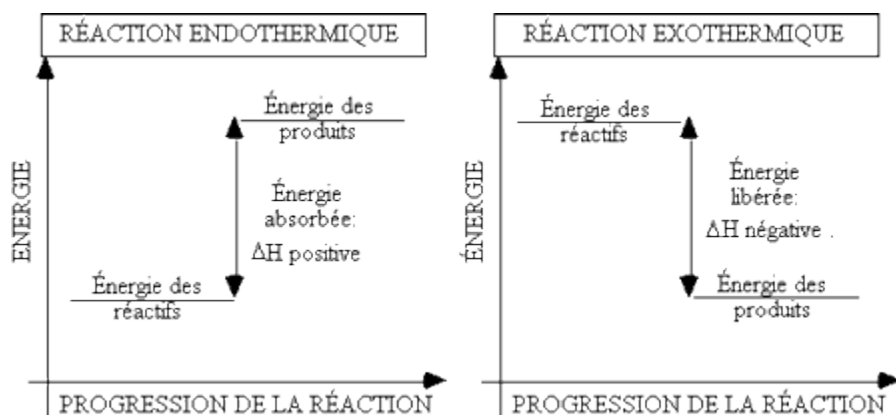 RÉACTION ENDOTHERMIQUE
ÉNERGIE
Énergie des
produits
Énergie
absorbée:
ΔH positive
Énergie des
réactifs
PROGRESSION DE LA RÉACTION
RÉACTION EXOTHERMIQUE
ÉNERGIE
Énergie des
réactifs
Énergie
libérée:
ΔH négative .
Énergie des
produits
PROGRESSION DE LA RÉACTION